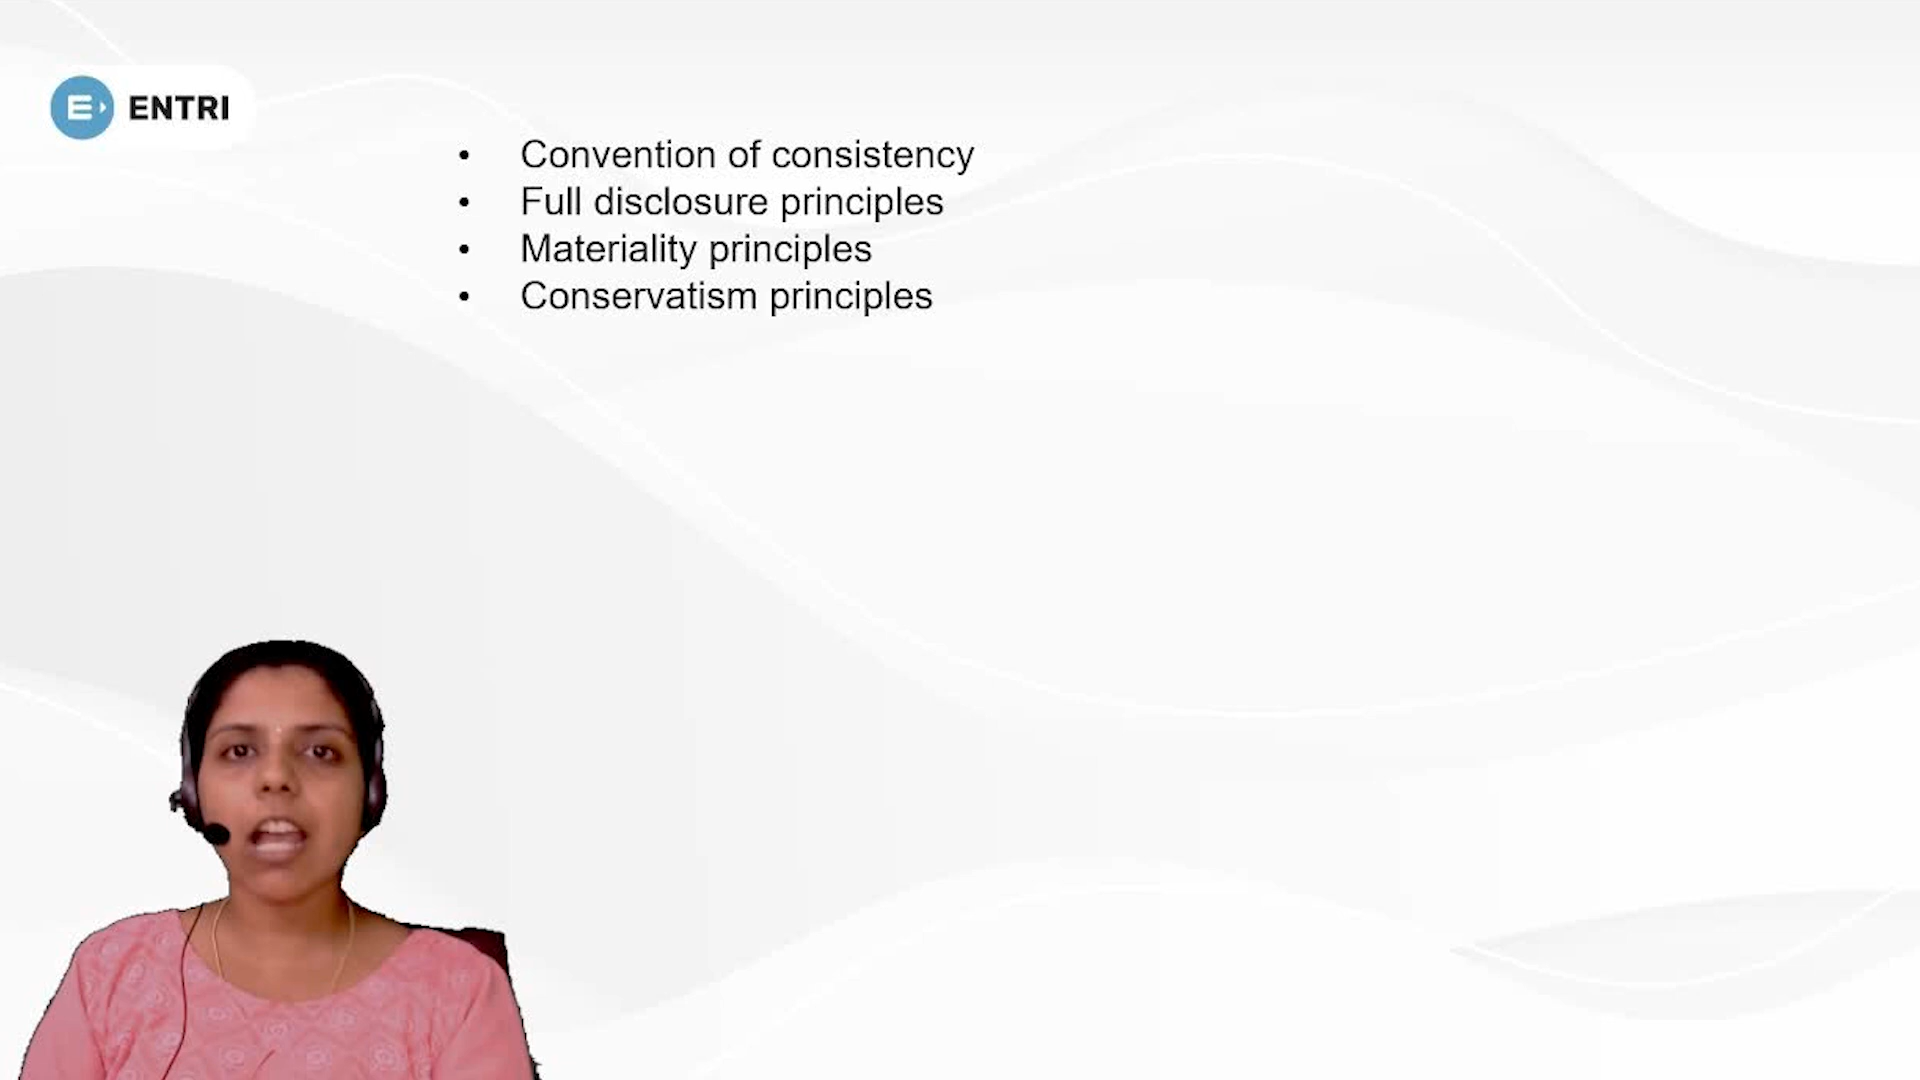 ENTRI
• Convention of consistency
• Full disclosure principles
• Materiality principles
• Conservatism principles